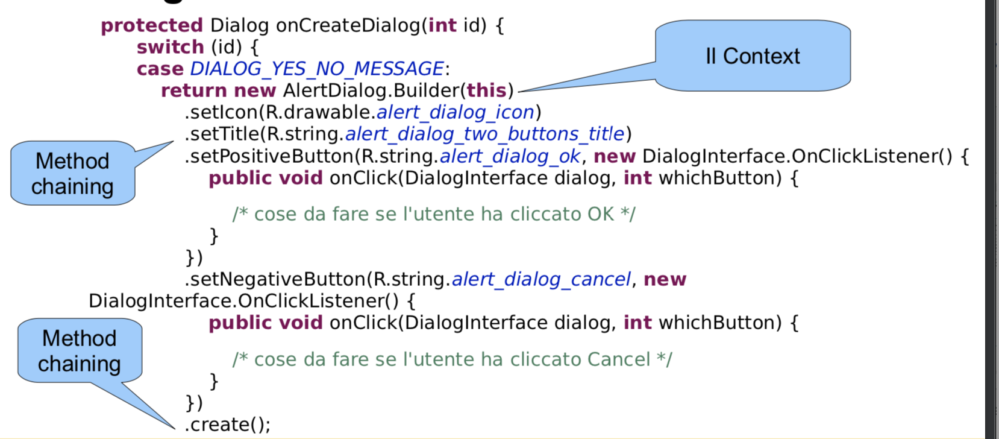 protected Dialog onCreateDialog(int id) {
switch (id) {
case DIALOG_YES_NO_MESSAGE:
return new AlertDialog.Builder(this)
Il Context
.setIcon(R.drawable.alert_dialog_icon)
.setTitle(R.string.alert_dialog_two_buttons_title)
Method
chaining
.setPositiveButton(R.string.alert_dialog_ok, new DialogInterface.OnClickListener() {
public void onClick(DialogInterface dialog, int whichButton) {
/* cose da fare se l'utente ha cliccato OK */
}
})
.setNegativeButton(R.string.alert_dialog_cancel, new
DialogInterface.OnClickListener() {
public void onClick(DialogInterface dialog, int whichButton) {
Method
chaining
/* cose da fare se l'utente ha cliccato Cancel */
}
})
.create();